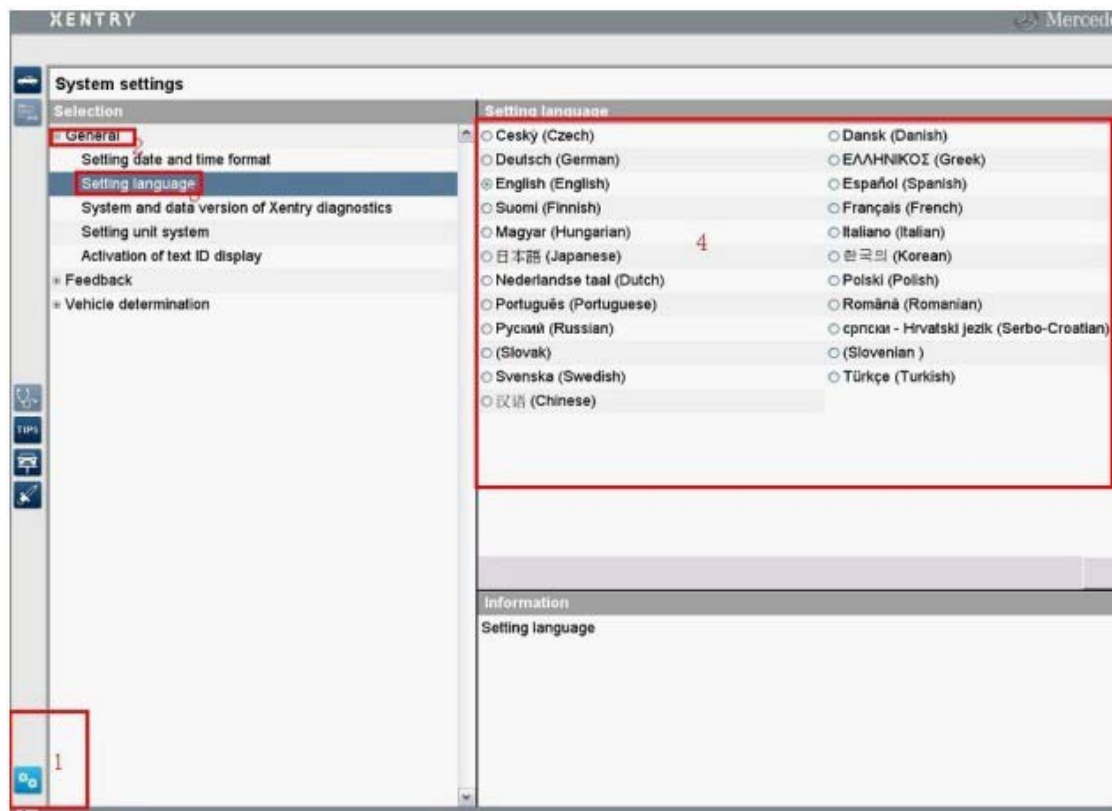 XENTRY
Mercede
System settings
Selection
General
Setting date and time format
Setting language
System and data version of Xentry diagnostics
Setting unit system
Activation of text ID display
Feedback
Vehicle determination
Setting language
Ceský (Czech)
Dansk (Danish)
Deutsch (German)
ΕΛΛΗΝΙΚΟΣ (Greek)
English (English)
Español (Spanish)
Suomi (Finnish)
Français (French)
Magyar (Hungarian)
Italiano (Italian)
4
日本語 (Japanese)
한국의 (Korean)
Nederlandse taal (Dutch)
Polski (Polish)
Português (Portuguese)
Română (Romanian)
Руский (Russian)
српски - Hrvatski jezik (Serbo-Croatian)
(Slovak)
(Slovenian )
Svenska (Swedish)
Türkçe (Turkish)
汉语 (Chinese)
TIPS
Information
Setting language
1